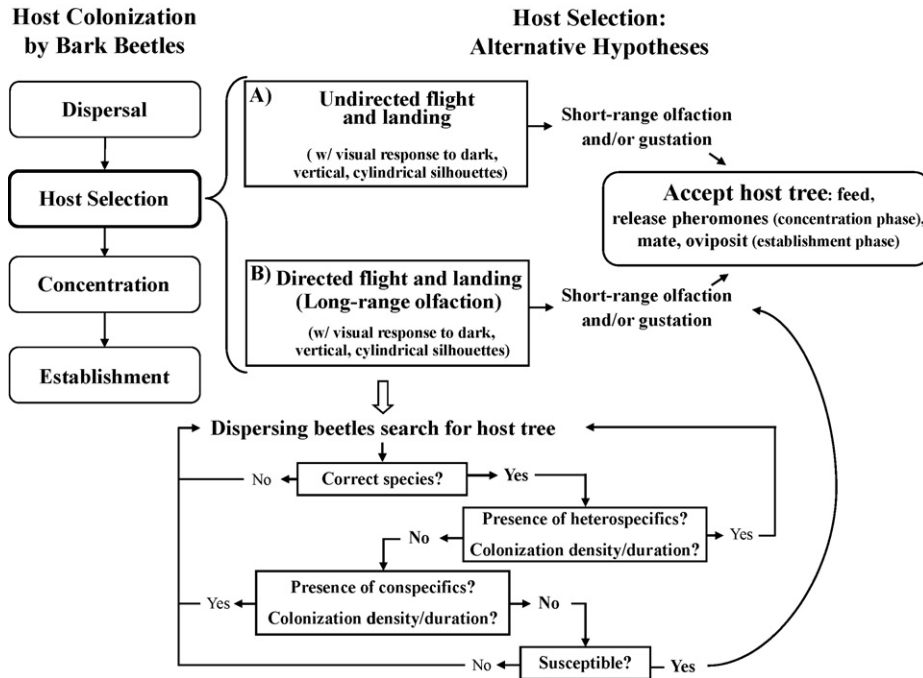 Host Colonization
by Bark Beetles
Host Selection:
Alternative Hypotheses
Dispersal
Host Selection
Concentration
Establishment
A)
Undirected flight
and landing
( w/ visual response to dark,
vertical, cylindrical silhouettes)
Short-range olfaction
and/or gustation
Accept host tree: feed,
release pheromones (concentration phase),
mate, oviposit (establishment phase)
B)
Directed flight and landing
(Long-range olfaction)
(w/ visual response to dark,
vertical, cylindrical silhouettes)
Short-range olfaction
and/or gustation
Dispersing beetles search for host tree
No
Correct species?
Yes
Presence of heterospecifics?
Colonization density/duration?
Yes
No
Presence of conspecifics?
Colonization density/duration?
Yes
No
No
Susceptible?
Yes